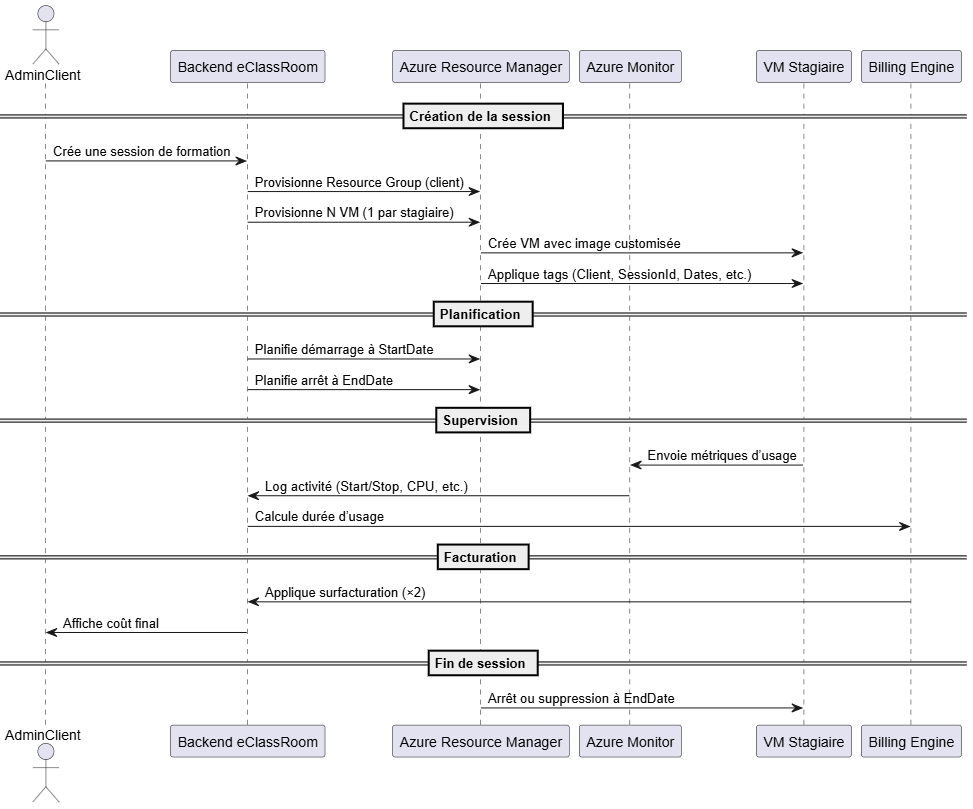 AdminClient
Backend eClassRoom
Azure Resource Manager
Azure Monitor
VM Stagiaire
Billing Engine
Création de la session
Crée une session de formation
Provisionne Resource Group (client)
Provisionne N VM (1 par stagiaire)
Crée VM avec image customisée
Applique tags (Client, SessionId, Dates, etc.)
Planification
Planifie démarrage à StartDate
Planifie arrêt à EndDate
Supervision
Envoie métriques d’usage
Log activité (Start/Stop, CPU, etc.)
Calcule durée d’usage
Facturation
Applique surfacturation (×2)
Affiche coût final
Fin de session
Arrêt ou suppression à EndDate
AdminClient
Backend eClassRoom
Azure Resource Manager
Azure Monitor
VM Stagiaire
Billing Engine